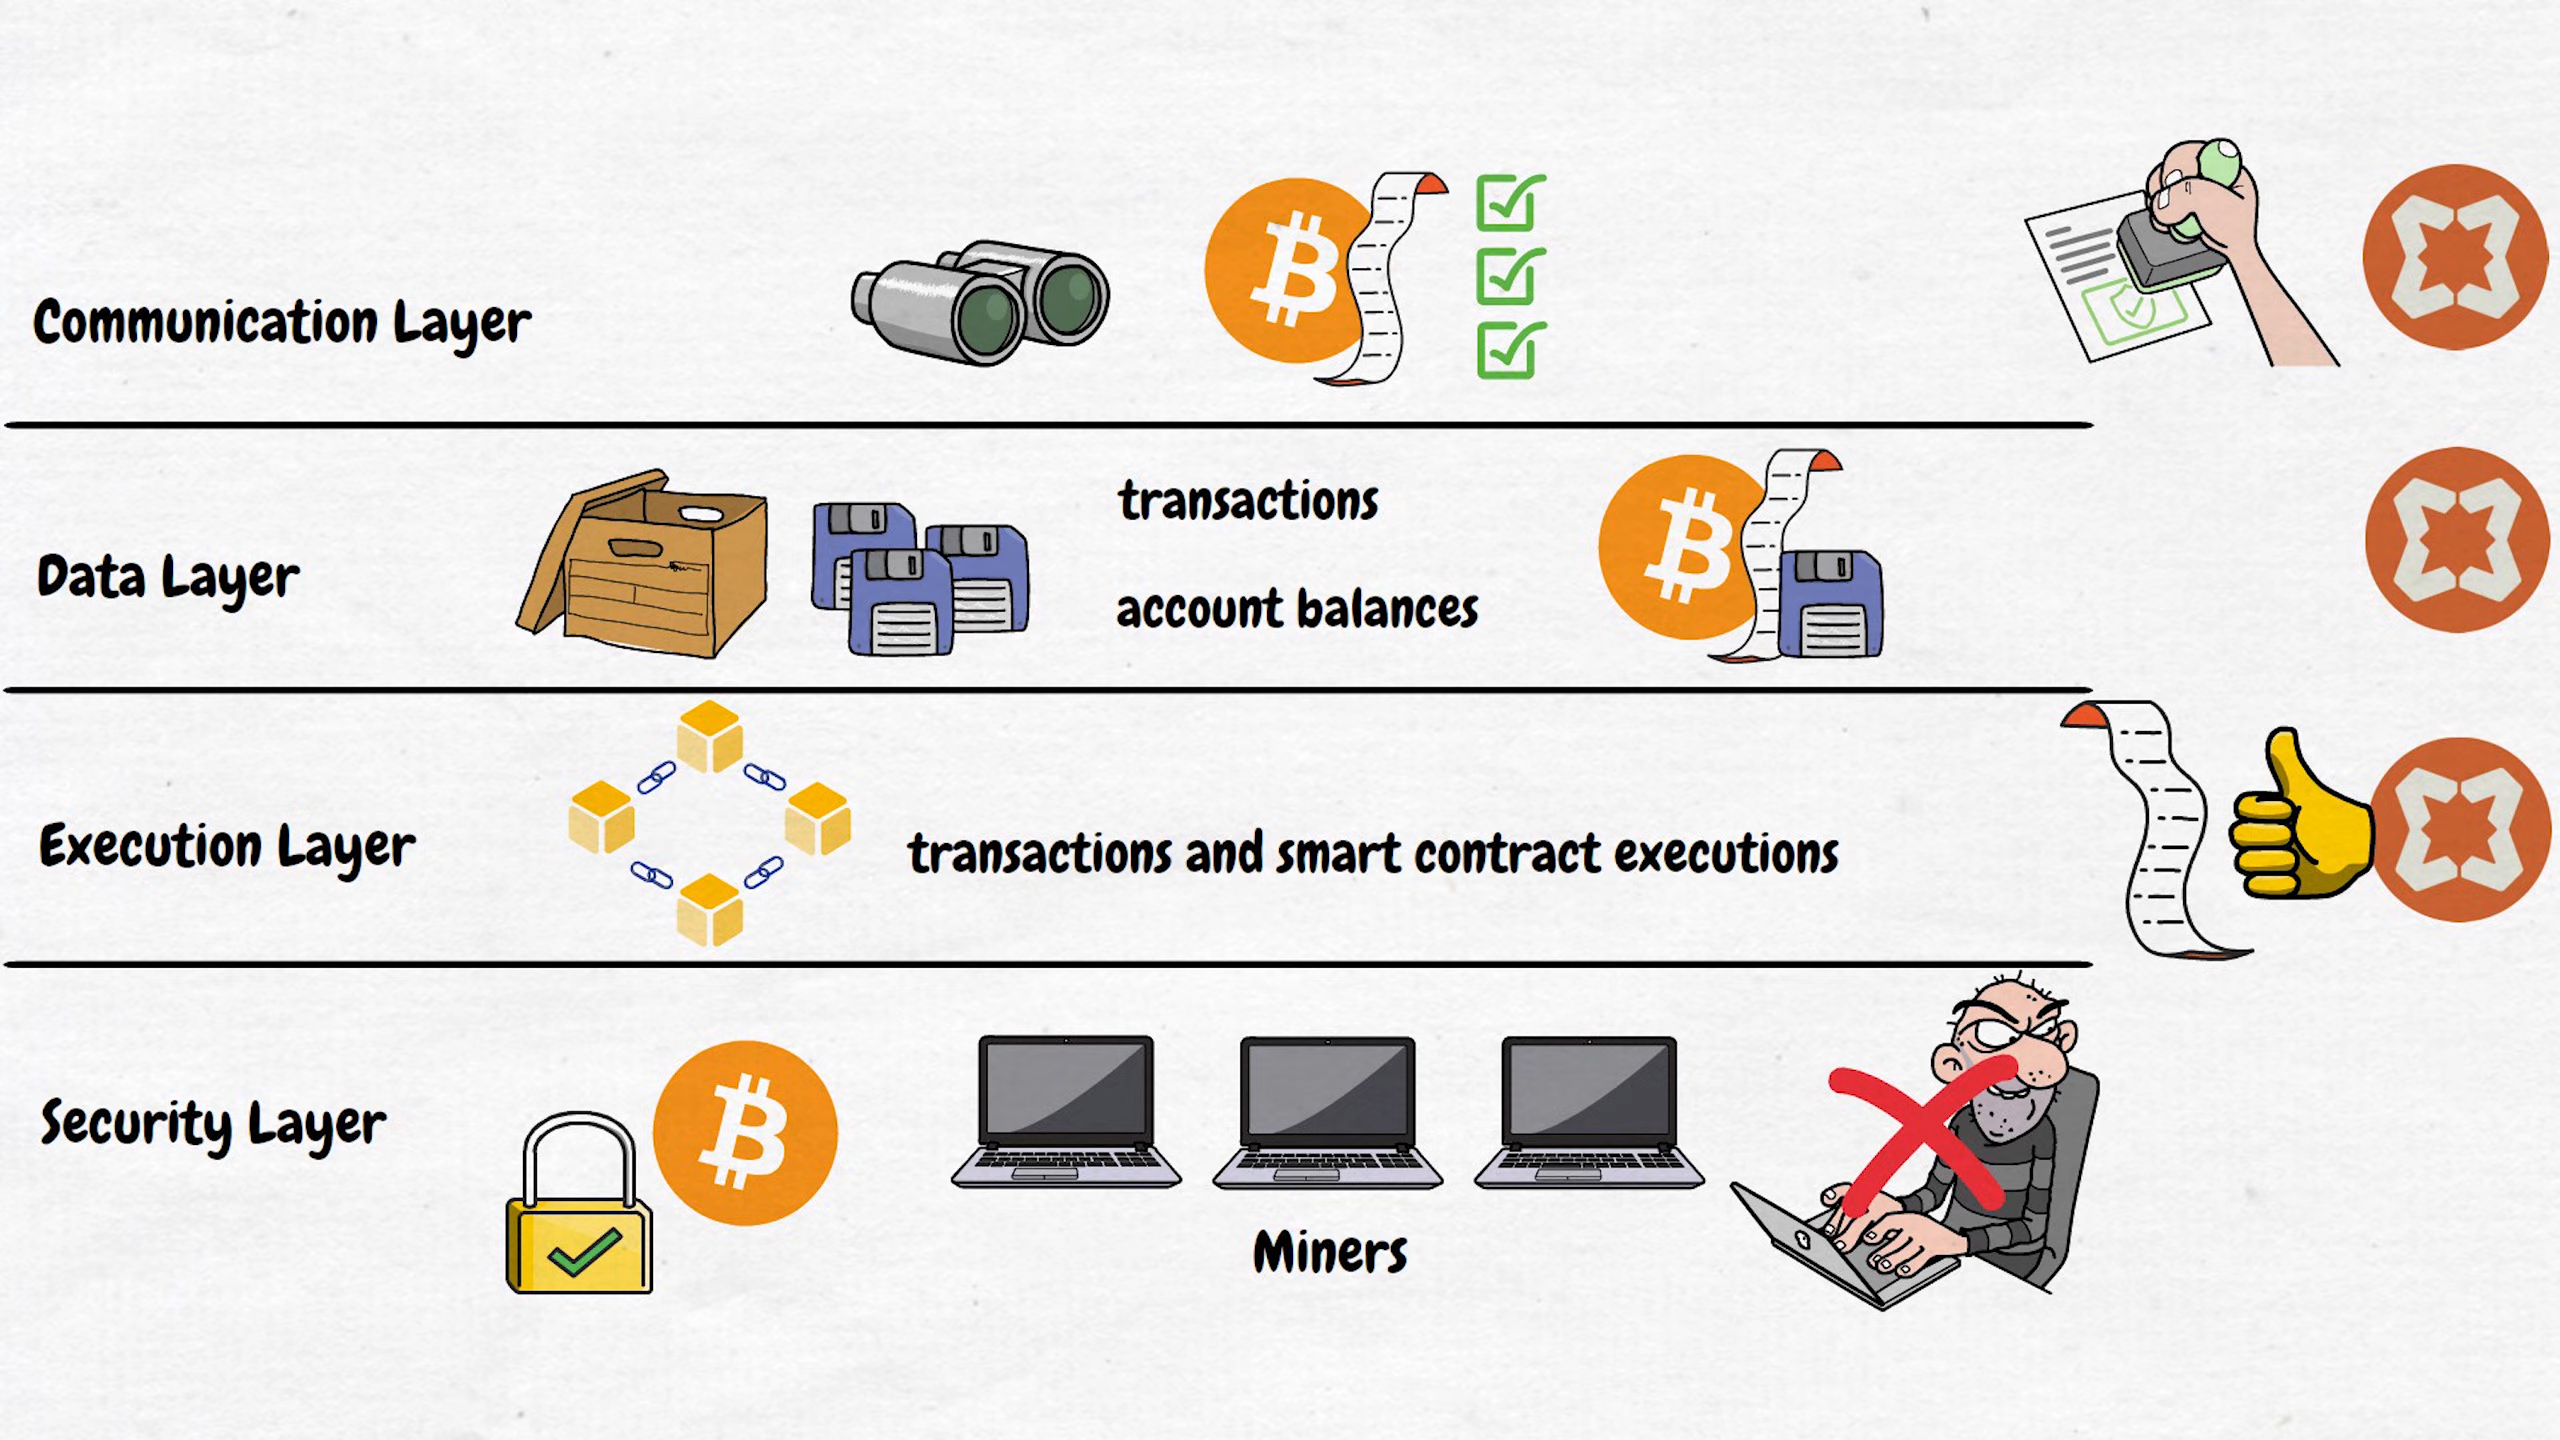 Communication Layer
transactions
Data Layer
account balances
Execution Layer
transactions and smart contract executions
Security Layer
Miners